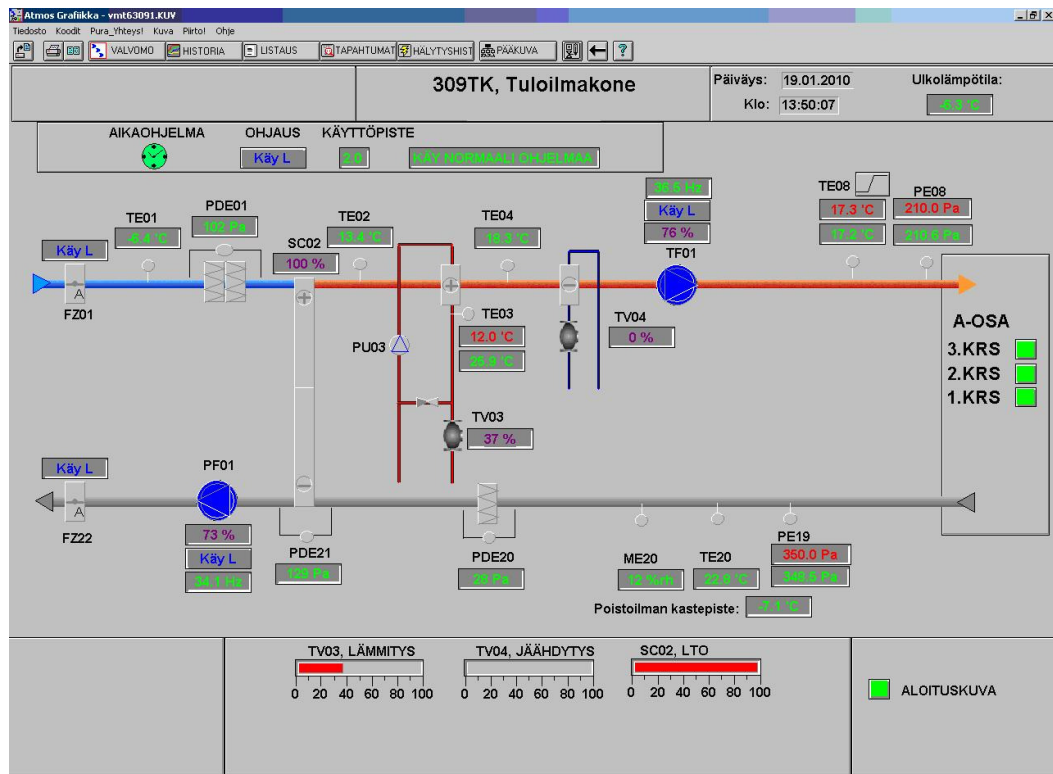 Atmos Grafiikka - vmt63091.KUV
Tiedosto Koodit Pura_Yhteys! Kuva Piirto! Ohje
VALVOMO HISTORIA LISTAUS TAPAHTUMAT HÄLYTYSHIST PÄÄKUVA
309TK, Tuloilmakone
Päiväys: 19.01.2010
Klo: 13:50:07
Ulkolämpötila:
-6.3 °C
AIKAOHJELMA OHJAUS KÄYTTÖPISTE
Käy L 2.0 KÄY NORMAALI OHJELMAA
TE01
-6.4 °C
PDE01
102 Pa
Käy L
FZ01
A
SC02
100 %
TE02
13.4 °C
TE04
18.3 °C
36.5 Hz
Käy L
76 %
TF01
TE08
17.3 °C
17.2 °C
PE08
210.0 Pa
210.6 Pa
PU03
TE03
12.0 °C
25.9 °C
TV04
0 %
TV03
37 %
A-OSA
3.KRS
2.KRS
1.KRS
Käy L
FZ22
A
PF01
73 %
Käy L
34.1 Hz
PDE21
129 Pa
PDE20
28 Pa
ME20
12 %rh
TE20
22.8 °C
PE19
350.0 Pa
348.5 Pa
Poistoilman kastepiste: -7.1 °C
TV03, LÄMMITYS
0 20 40 60 80 100
TV04, JÄÄHDYTYS
0 20 40 60 80 100
SC02, LTO
0 20 40 60 80 100
ALOITUSKUVA